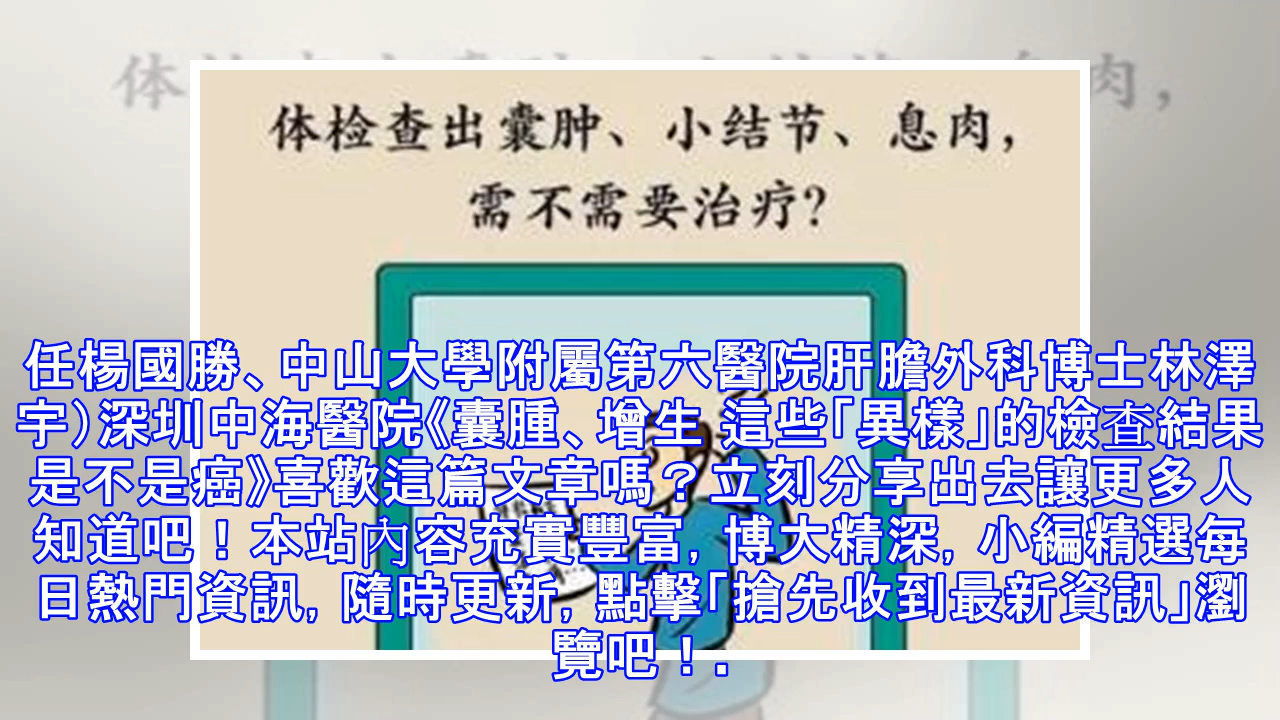 体检查出囊肿、小结节、息肉，
需不需要治疗？
任楊國勝、中山大學附屬第六醫院肝膽外科博士林澤
宇）深圳中海醫院《囊腫、增生 這些「異樣」的檢查結果
是不是癌》喜歡這篇文章嗎？立刻分享出去讓更多人
知道吧！本站內容充實豐富，博大精深，小編精選每
日熱門資訊，隨時更新，點擊「搶先收到最新資訊」瀏
覽吧！.